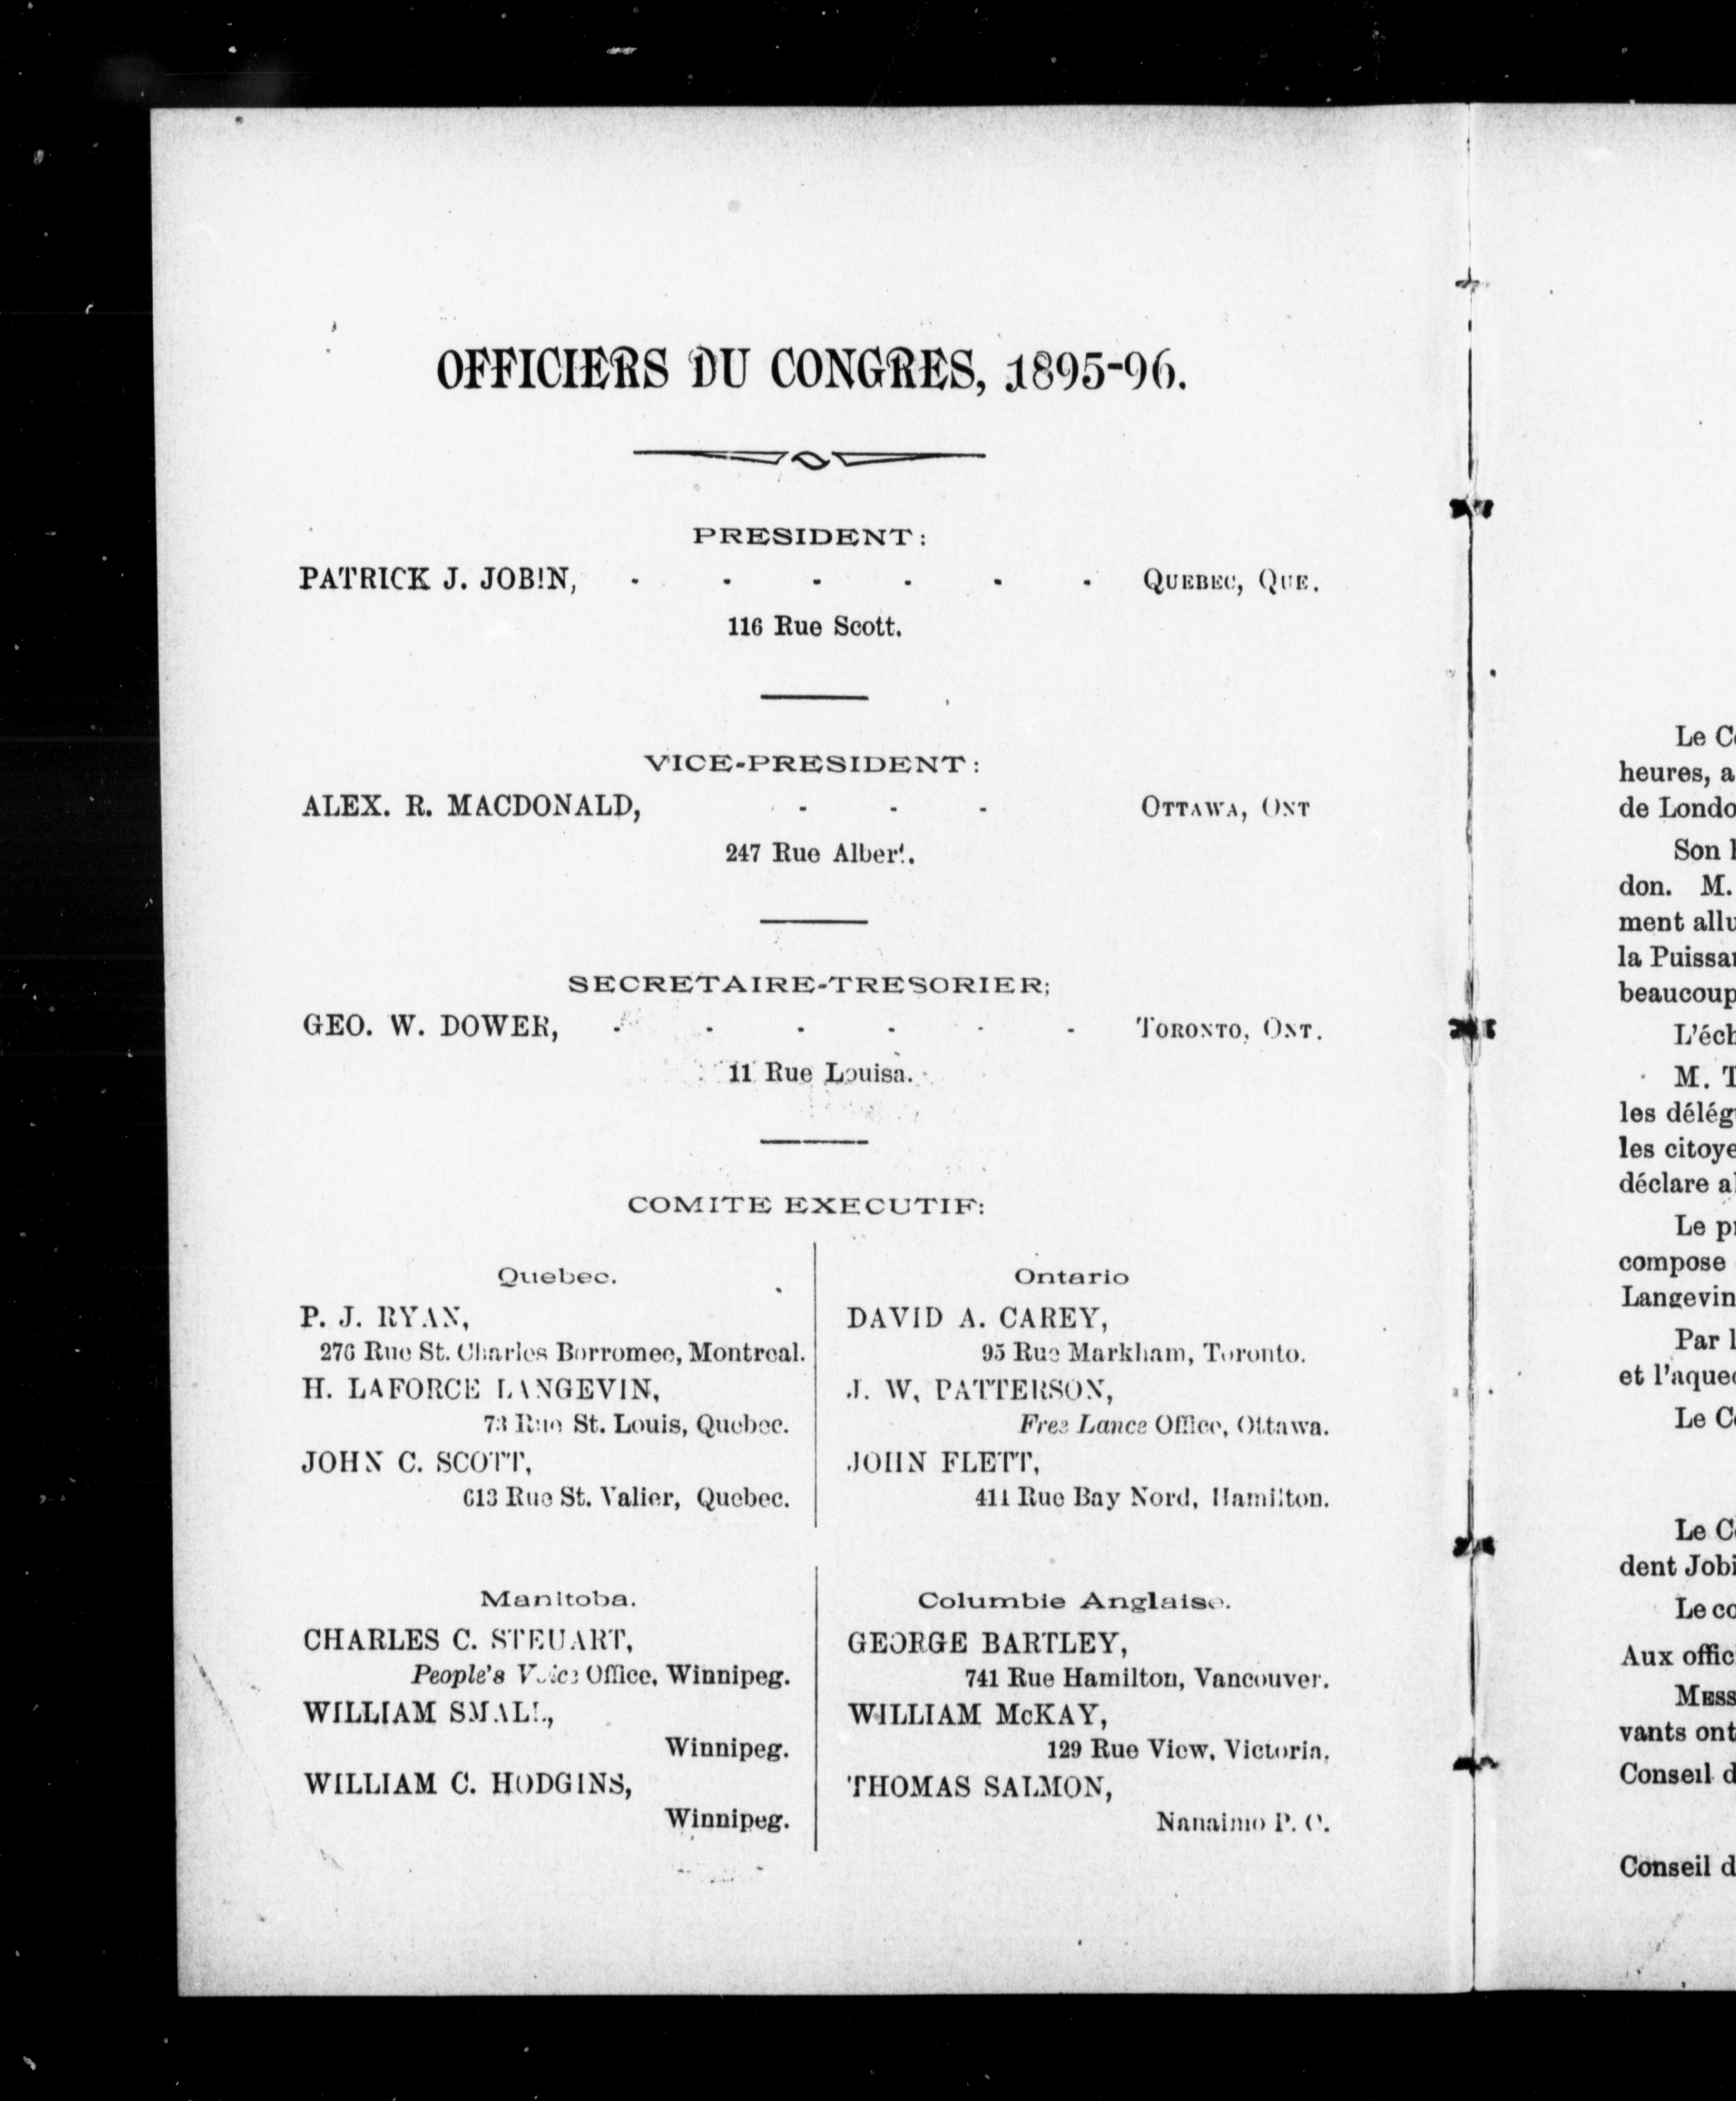 OFFICIERS DU CONGRES, 1895-96.
PRESIDENT:
PATRICK J. JOBIN, - - - - - - QUEBEC, QUE.
116 Rue Scott.
VICE-PRESIDENT:
ALEX. R. MACDONALD, - - - OTTAWA, ONT
247 Rue Albert.
SECRETAIRE-TRESORIER;
GEO. W. DOWER, - - - - - - TORONTO, ONT.
11 Rue Louisa.
COMITE EXECUTIF:
Quebec.
P. J. RYAN,
276 Rue St. Charles Borromee, Montreal.
H. LAFORCE LANGEVIN,
73 Rue St. Louis, Quebec.
JOHN C. SCOTT,
613 Rue St. Valier, Quebec.
Ontario
DAVID A. CAREY,
95 Rue Markham, Toronto.
J. W. PATTERSON,
Free Lance Office, Ottawa.
JOHN FLETT,
411 Rue Bay Nord, Hamilton.
Manitoba.
CHARLES C. STEUART,
People's Voice Office, Winnipeg.
WILLIAM SMALL,
Winnipeg.
WILLIAM C. HODGINS,
Winnipeg.
Columbie Anglaise.
GEORGE BARTLEY,
741 Rue Hamilton, Vancouver.
WILLIAM McKAY,
129 Rue View, Victoria.
THOMAS SALMON,
Nanaimo P. C.
Le C
heures, a
de Londo
Son
don. M.
ment allu
la Puissa
beaucoup
L'éch
M. T
les délég
les citoye
déclare a
Le p
compose
Langevin
Par l
et l'aque
Le C
Le C
dent Jobi
Le co
Aux offic
MESS
vants ont
Conseil d
Conseil d